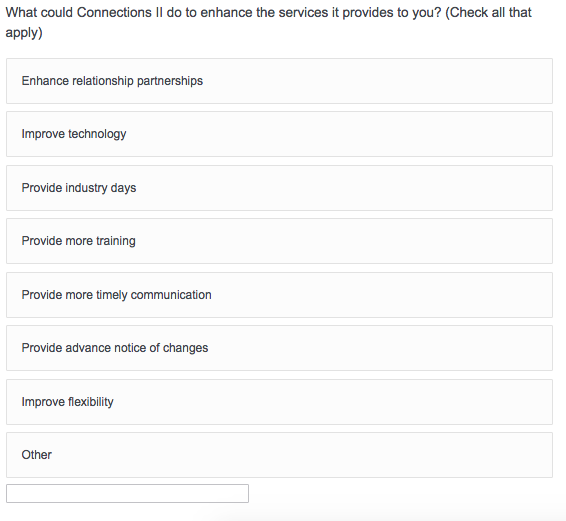 What could Connections II do to enhance the services it provides to you? (Check all that
apply)
Enhance relationship partnerships
Improve technology
Provide industry days
Provide more training
Provide more timely communication
Provide advance notice of changes
Improve flexibility
Other